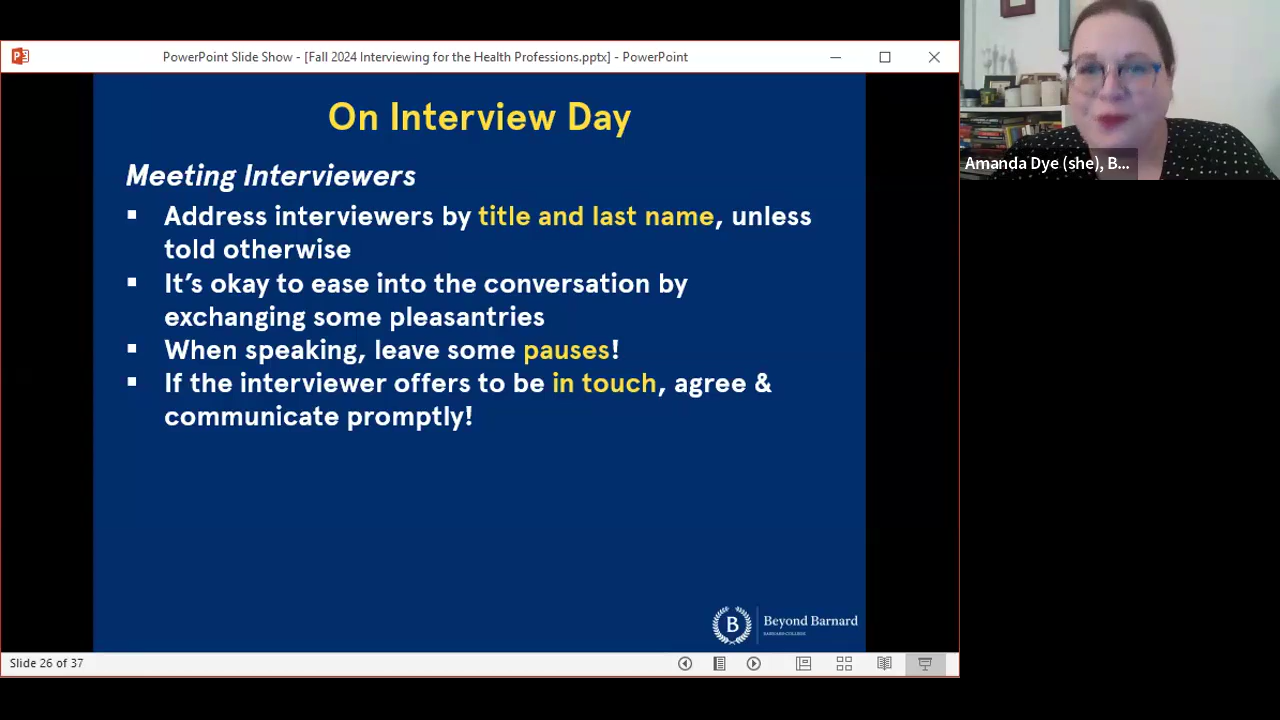 PowerPoint Slide Show - [Fall 2024 Interviewing for the Health Professions.pptx] - PowerPoint
On Interview Day
Meeting Interviewers
▪ Address interviewers by title and last name, unless
told otherwise
▪ It's okay to ease into the conversation by
exchanging some pleasantries
▪ When speaking, leave some pauses!
▪ If the interviewer offers to be in touch, agree &
communicate promptly!
B
Beyond Barnard
BARNARD COLLEGE
Slide 26 of 37
Amanda Dye (she), B...